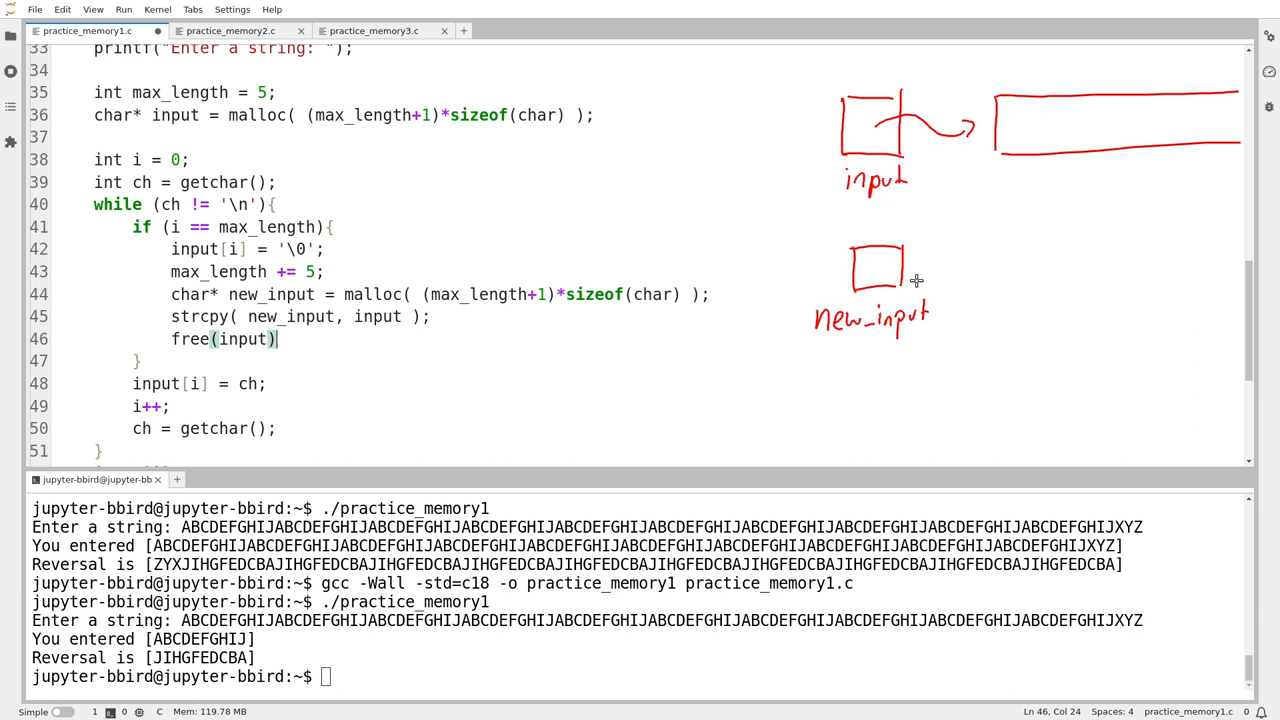 File Edit View Run Kernel Tabs Settings Help
practice_memory1.c practice_memory2.c practice_memory3.c
33 printf("Enter a string: ");
34
35 int max_length = 5;
36 char* input = malloc( (max_length+1)*sizeof(char) );
37
38 int i = 0;
39 int ch = getchar();
40 while (ch != '\n'){
41 if (i == max_length){
42 input[i] = '\0';
43 max_length += 5;
44 char* new_input = malloc( (max_length+1)*sizeof(char) );
45 strcpy( new_input, input );
46 free(input)
47 }
48 input[i] = ch;
49 i++;
50 ch = getchar();
51 }
input
new_input
jupyter-bbird@jupyter-bb
jupyter-bbird@jupyter-bbird:~$ ./practice_memory1
Enter a string: ABCDEFGHIJABCDEFGHIJABCDEFGHIJABCDEFGHIJABCDEFGHIJABCDEFGHIJABCDEFGHIJABCDEFGHIJABCDEFGHIJABCDEFGHIJXYZ
You entered [ABCDEFGHIJABCDEFGHIJABCDEFGHIJABCDEFGHIJABCDEFGHIJABCDEFGHIJABCDEFGHIJABCDEFGHIJABCDEFGHIJABCDEFGHIJXYZ]
Reversal is [ZYXJIHGFEDCBAJIHGFEDCBAJIHGFEDCBAJIHGFEDCBAJIHGFEDCBAJIHGFEDCBAJIHGFEDCBAJIHGFEDCBAJIHGFEDCBAJIHGFEDCBA]
jupyter-bbird@jupyter-bbird:~$ gcc -Wall -std=c18 -o practice_memory1 practice_memory1.c
jupyter-bbird@jupyter-bbird:~$ ./practice_memory1
Enter a string: ABCDEFGHIJABCDEFGHIJABCDEFGHIJABCDEFGHIJABCDEFGHIJABCDEFGHIJABCDEFGHIJABCDEFGHIJABCDEFGHIJABCDEFGHIJXYZ
You entered [ABCDEFGHIJ]
Reversal is [JIHGFEDCBA]
jupyter-bbird@jupyter-bbird:~$
Simple 1 0 C Mem: 119.78 MB Ln 46, Col 24 Spaces: 4 practice_memory1.c 0